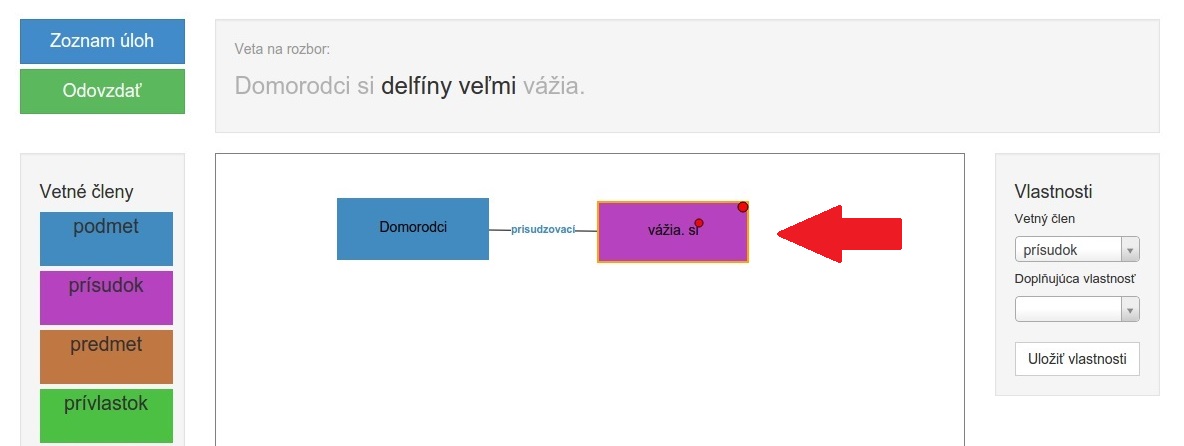 Zoznam úloh
Odovzdať
Veta na rozbor:
Domorodci si delfíny veľmi vážia.
Vetné členy
podmet
prísudok
predmet
prívlastok
Domorodci
prisudzovací
vážia. si
Vlastnosti
Vetný člen
prísudok
Doplňujúca vlastnosť
Uložiť vlastnosti